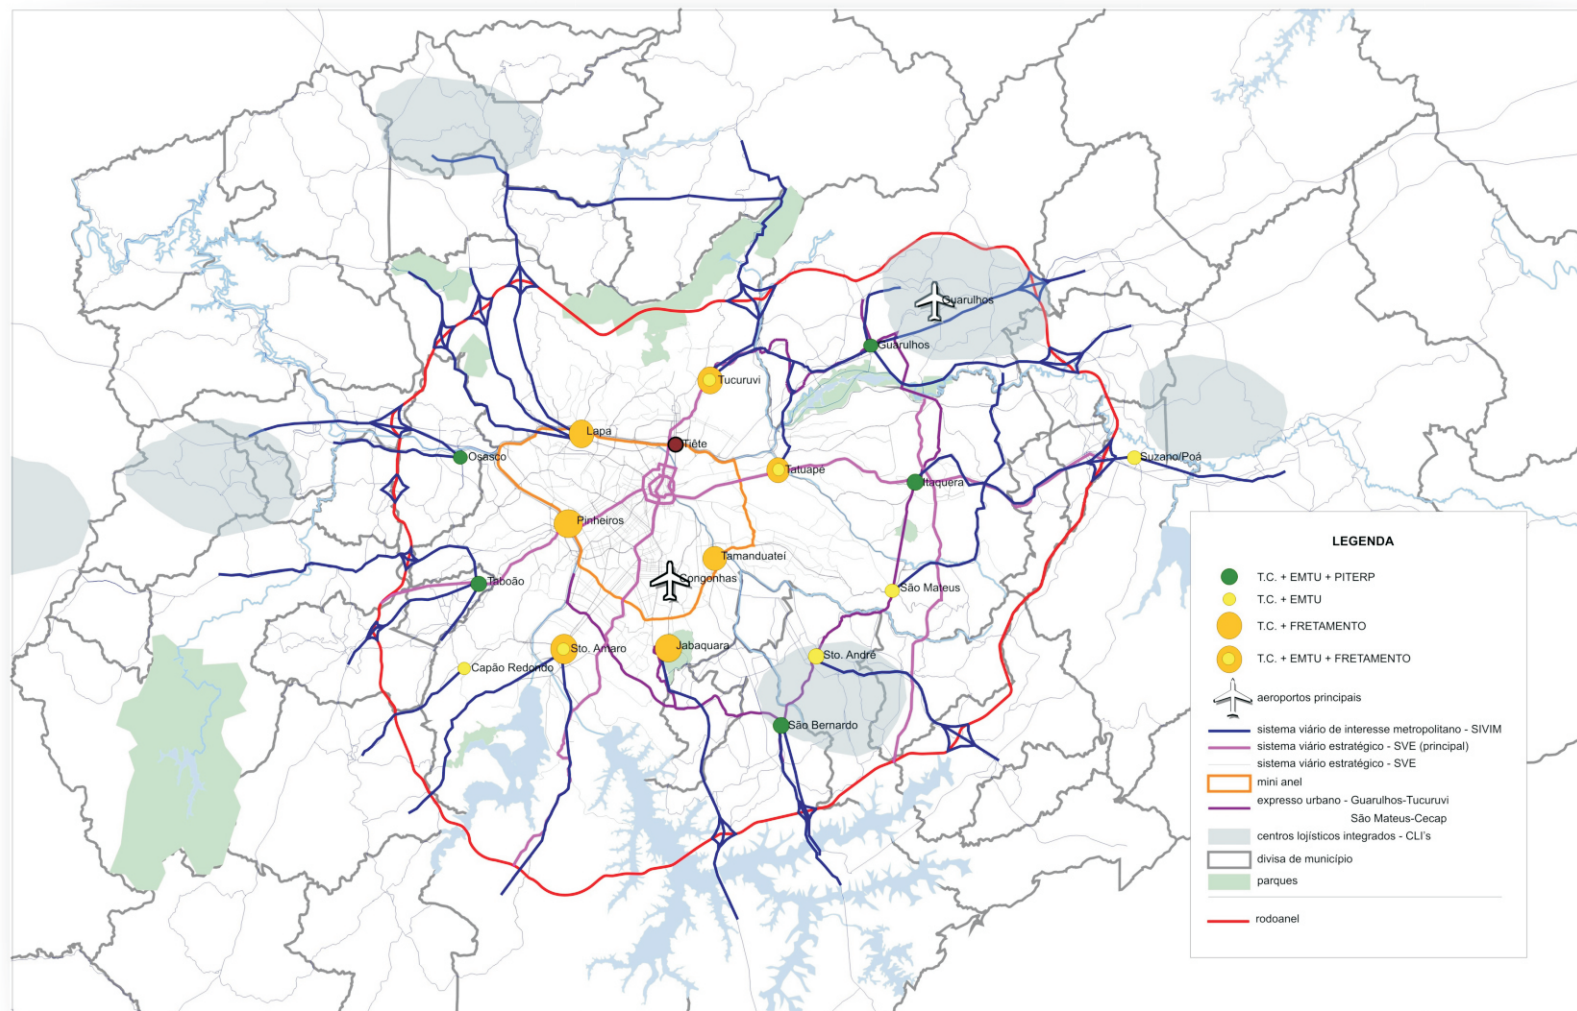 Guarulhos
Guarulhos
Tucuruvi
Lapa
Tiête
Osasco
Tatuapé
Suzano/Poá
Itaquera
Pinheiros
Tamanduateí
Congonhas
Taboão
São Mateus
Sto. Amaro
Jabaquara
Sto. André
Capão Redondo
São Bernardo
LEGENDA
T.C. + EMTU + PITERP
T.C. + EMTU
T.C. + FRETAMENTO
T.C. + EMTU + FRETAMENTO
aeroportos principais
sistema viário de interesse metropolitano - SIVIM
sistema viário estratégico - SVE (principal)
sistema viário estratégico - SVE
mini anel
expresso urbano - Guarulhos-Tucuruvi
São Mateus-Cecap
centros lojísticos integrados - CLI's
divisa de município
parques
rodoanel